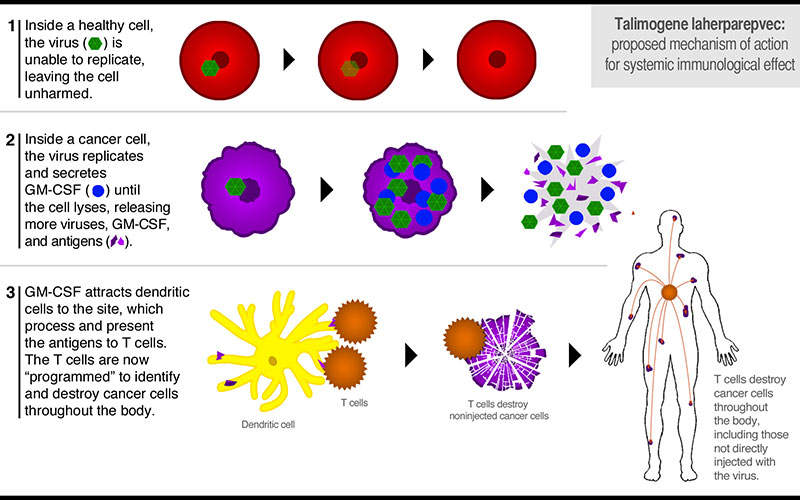 Talimogene laherparepvec:
proposed mechanism of action
for systemic immunological effect
1 Inside a healthy cell,
the virus ( ) is
unable to replicate,
leaving the cell
unharmed.
2 Inside a cancer cell,
the virus replicates
and secretes
GM-CSF ( ) until
the cell lyses, releasing
more viruses, GM-CSF,
and antigens ( ).
3 GM-CSF attracts dendritic
cells to the site, which
process and present
the antigens to T cells.
The T cells are now
“programmed” to identify
and destroy cancer cells
throughout the body.
Dendritic cell
T cells
T cells destroy
noninjected cancer cells
T cells destroy
cancer cells
throughout
the body,
including those
not directly
injected with
the virus.